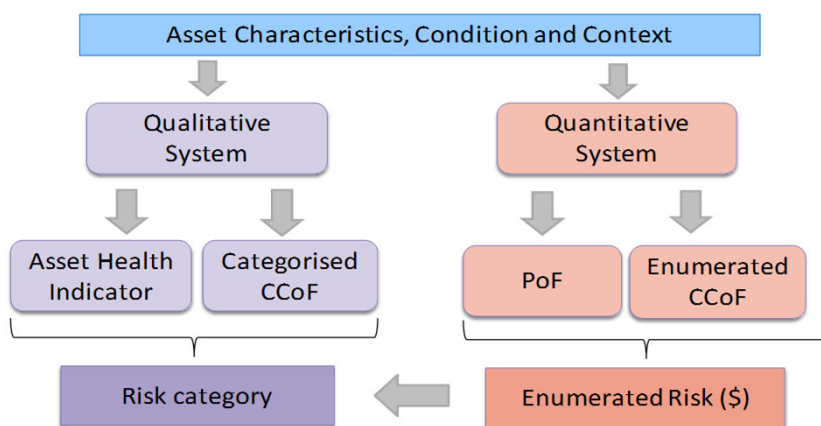 Asset Characteristics, Condition and Context
Qualitative
System
Quantitative
System
Asset Health
Indicator
Categorised
CCoF
PoF
Enumerated
CCoF
Risk category
Enumerated Risk ($)